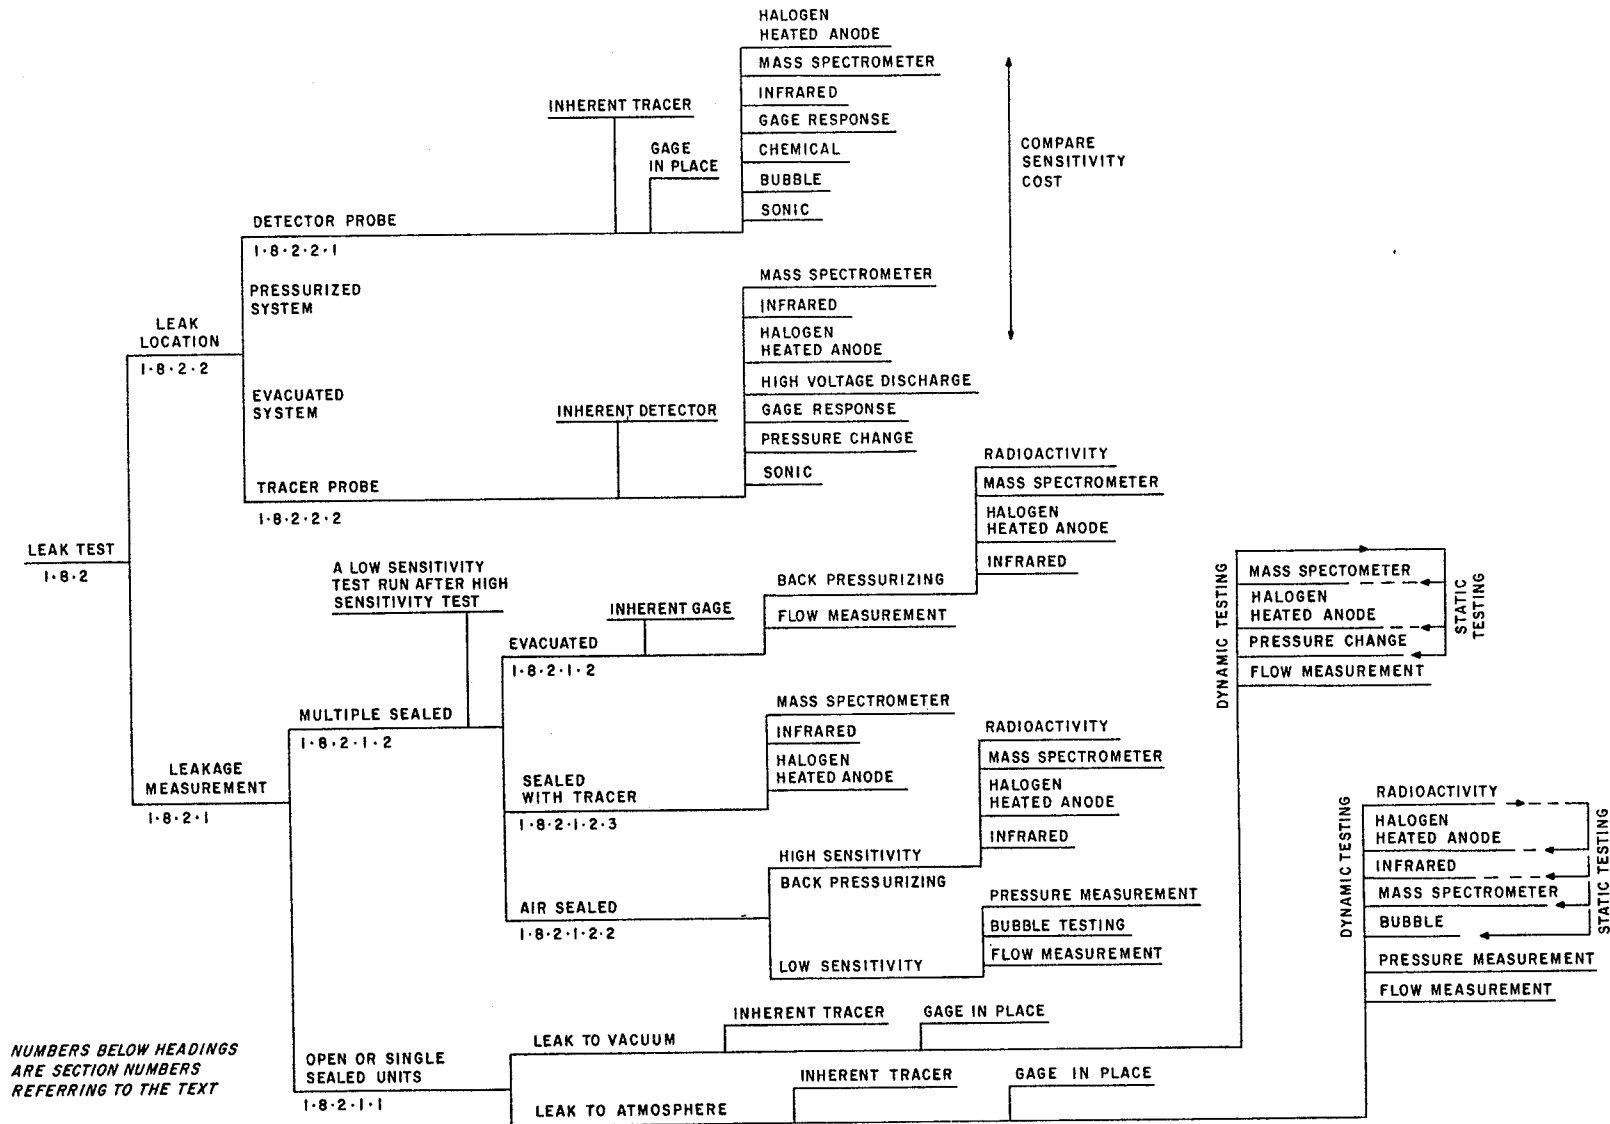 HALOGEN
HEATED ANODE
MASS SPECTROMETER
INFRARED
GAGE RESPONSE
CHEMICAL
BUBBLE
SONIC
INHERENT TRACER
GAGE
IN PLACE
COMPARE
SENSITIVITY
COST
DETECTOR PROBE
1·8·2·2·1
PRESSURIZED
SYSTEM
LEAK
LOCATION
1·8·2·2
EVACUATED
SYSTEM
INHERENT DETECTOR
TRACER PROBE
1·8·2·2·2
MASS SPECTROMETER
INFRARED
HALOGEN
HEATED ANODE
HIGH VOLTAGE DISCHARGE
GAGE RESPONSE
PRESSURE CHANGE
SONIC
LEAK TEST
1·8·2
A LOW SENSITIVITY
TEST RUN AFTER HIGH
SENSITIVITY TEST
INHERENT GAGE
EVACUATED
1·8·2·1·2
BACK PRESSURIZING
FLOW MEASUREMENT
RADIOACTIVITY
MASS SPECTROMETER
HALOGEN
HEATED ANODE
INFRARED
MULTIPLE SEALED
1·8·2·1·2
LEAKAGE
MEASUREMENT
1·8·2·1
SEALED
WITH TRACER
1·8·2·1·2·3
MASS SPECTROMETER
INFRARED
HALOGEN
HEATED ANODE
AIR SEALED
1·8·2·1·2·2
HIGH SENSITIVITY
BACK PRESSURIZING
LOW SENSITIVITY
RADIOACTIVITY
MASS SPECTROMETER
HALOGEN
HEATED ANODE
INFRARED
PRESSURE MEASUREMENT
BUBBLE TESTING
FLOW MEASUREMENT
DYNAMIC TESTING
MASS SPECTOMETER
HALOGEN
HEATED ANODE
PRESSURE CHANGE
FLOW MEASUREMENT
STATIC
TESTING
DYNAMIC TESTING
RADIOACTIVITY
HALOGEN
HEATED ANODE
INFRARED
MASS SPECTROMETER
BUBBLE
PRESSURE MEASUREMENT
FLOW MEASUREMENT
STATIC TESTING
OPEN OR SINGLE
SEALED UNITS
1·8·2·1·1
LEAK TO VACUUM
INHERENT TRACER
GAGE IN PLACE
LEAK TO ATMOSPHERE
INHERENT TRACER
GAGE IN PLACE
NUMBERS BELOW HEADINGS
ARE SECTION NUMBERS
REFERRING TO THE TEXT